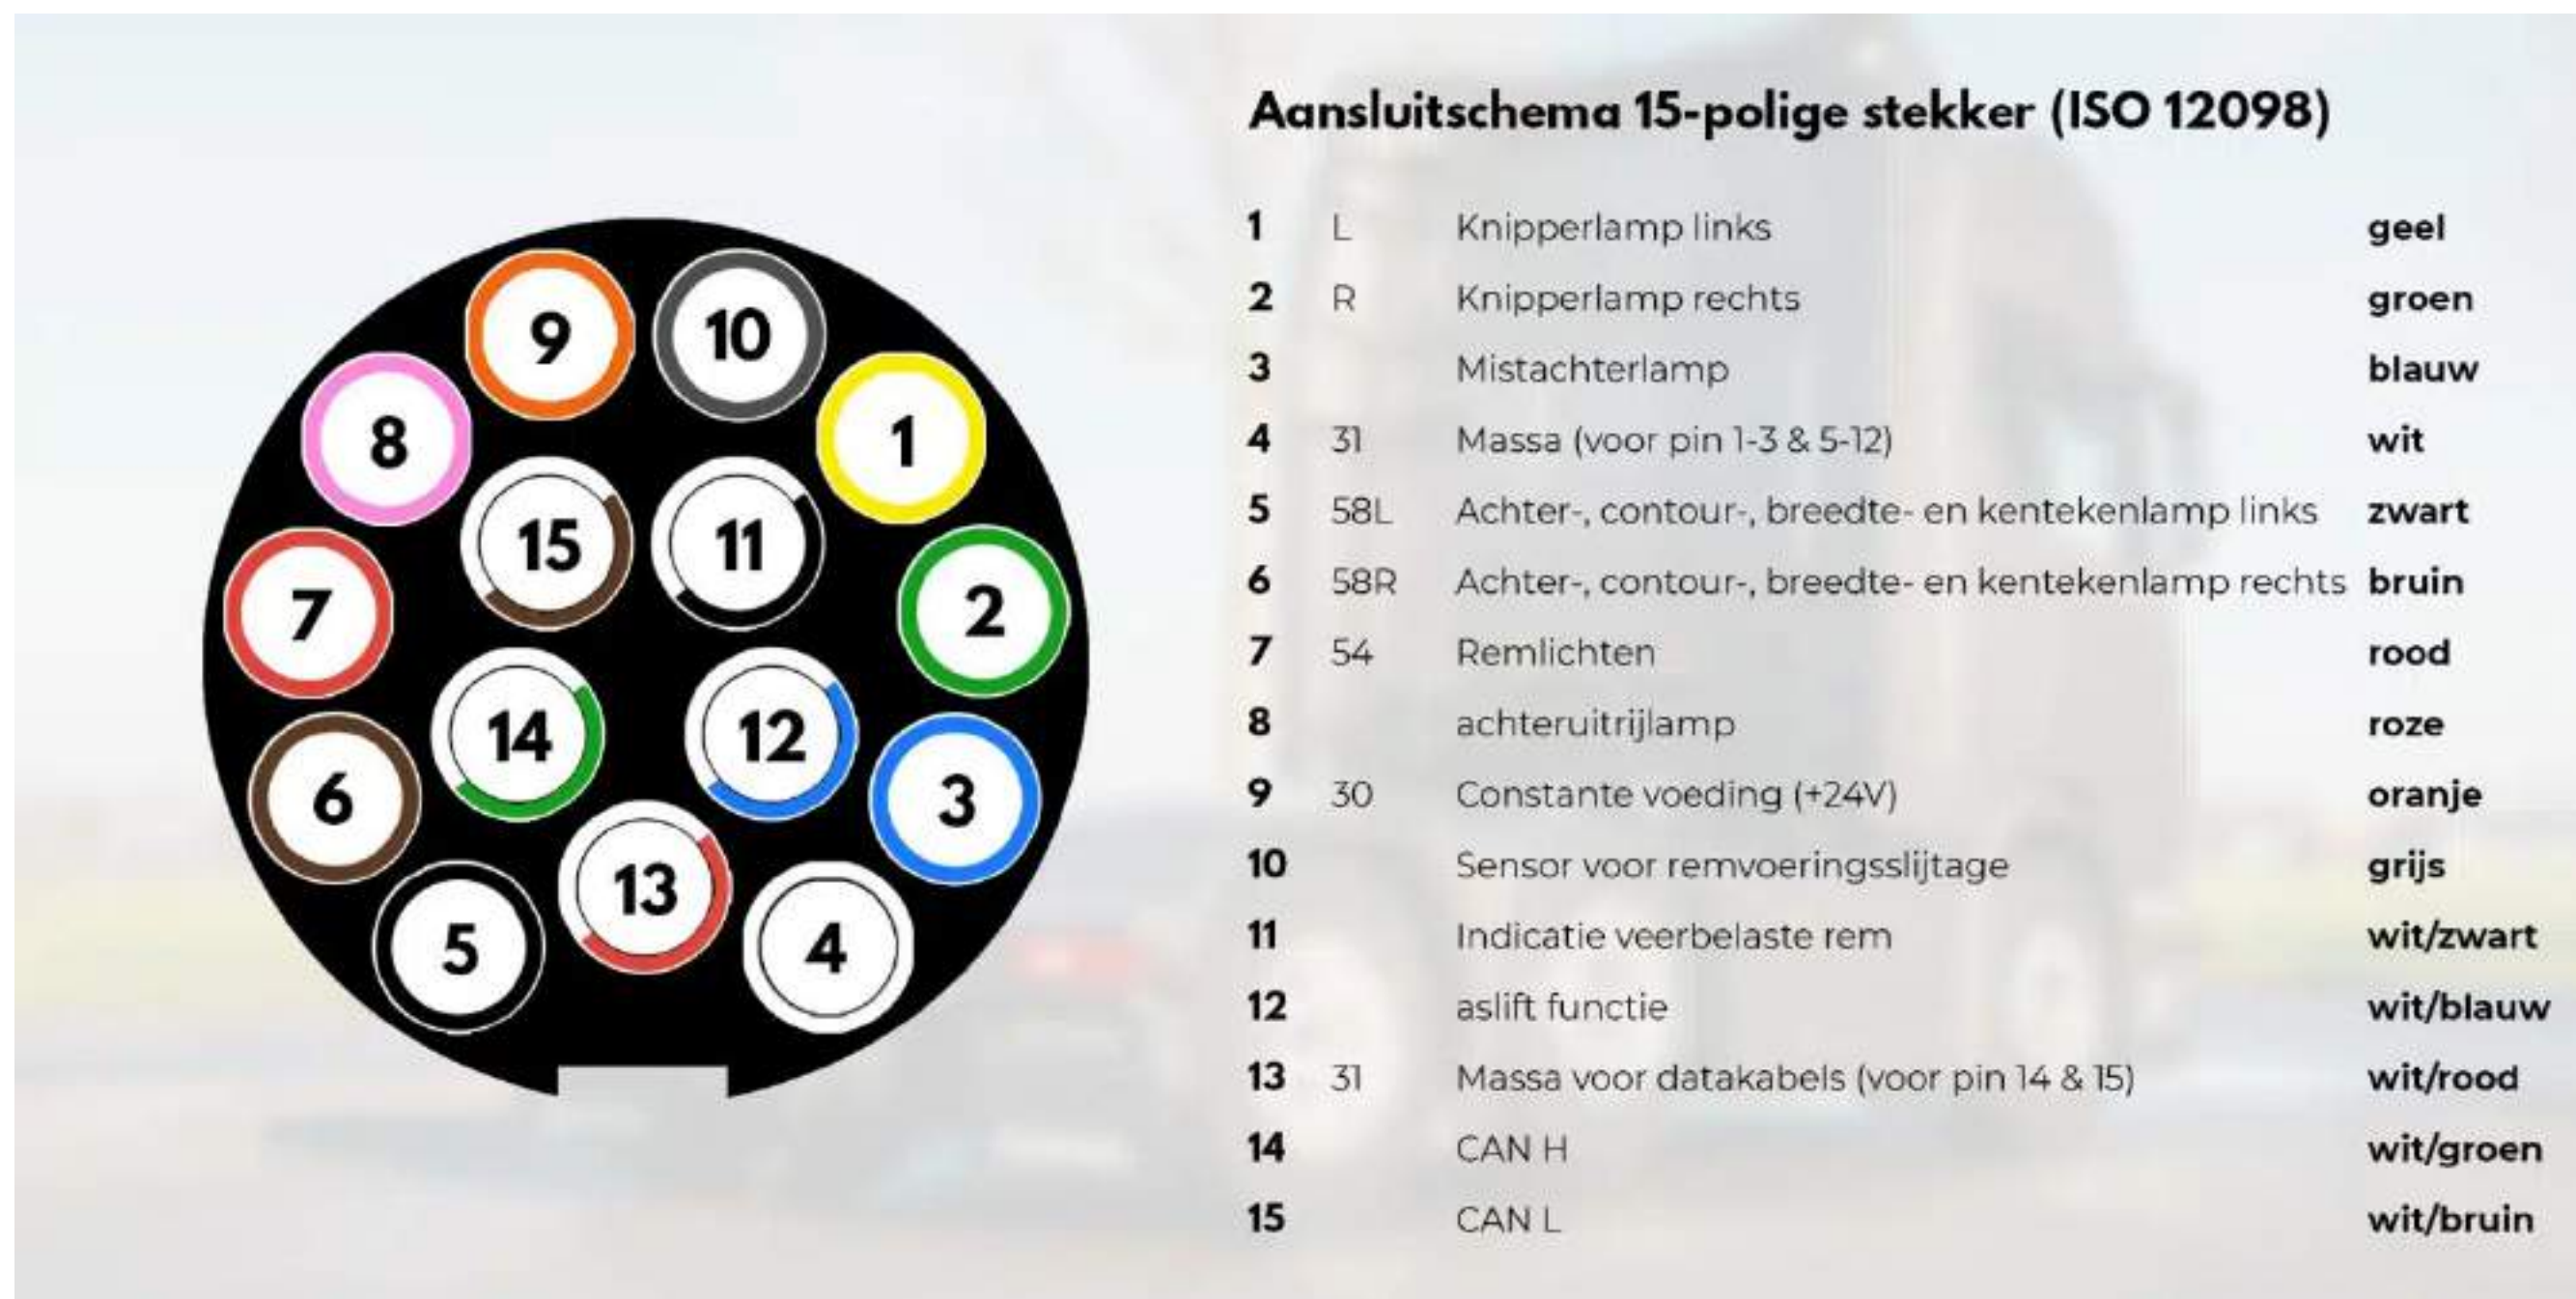 Aansluitschema 15-polige stekker (ISO 12098)
1 L Knipperlamp links geel
2 R Knipperlamp rechts groen
3 Mistachterlamp blauw
4 31 Massa (voor pin 1-3 & 5-12) wit
5 58L Achter-, contour-, breedte- en kentekenlamp links zwart
6 58R Achter-, contour-, breedte- en kentekenlamp rechts bruin
7 54 Remlichten rood
8 achteruitrijlamp roze
9 30 Constante voeding (+24V) oranje
10 Sensor voor remvoeringsslijtage grijs
11 Indicatie veerbelaste rem wit/zwart
12 aslift functie wit/blauw
13 31 Massa voor datakabels (voor pin 14 & 15) wit/rood
14 CAN H wit/groen
15 CAN L wit/bruin
9 10
8 1
15 11
7 2
14 12
6 3
13
5 4